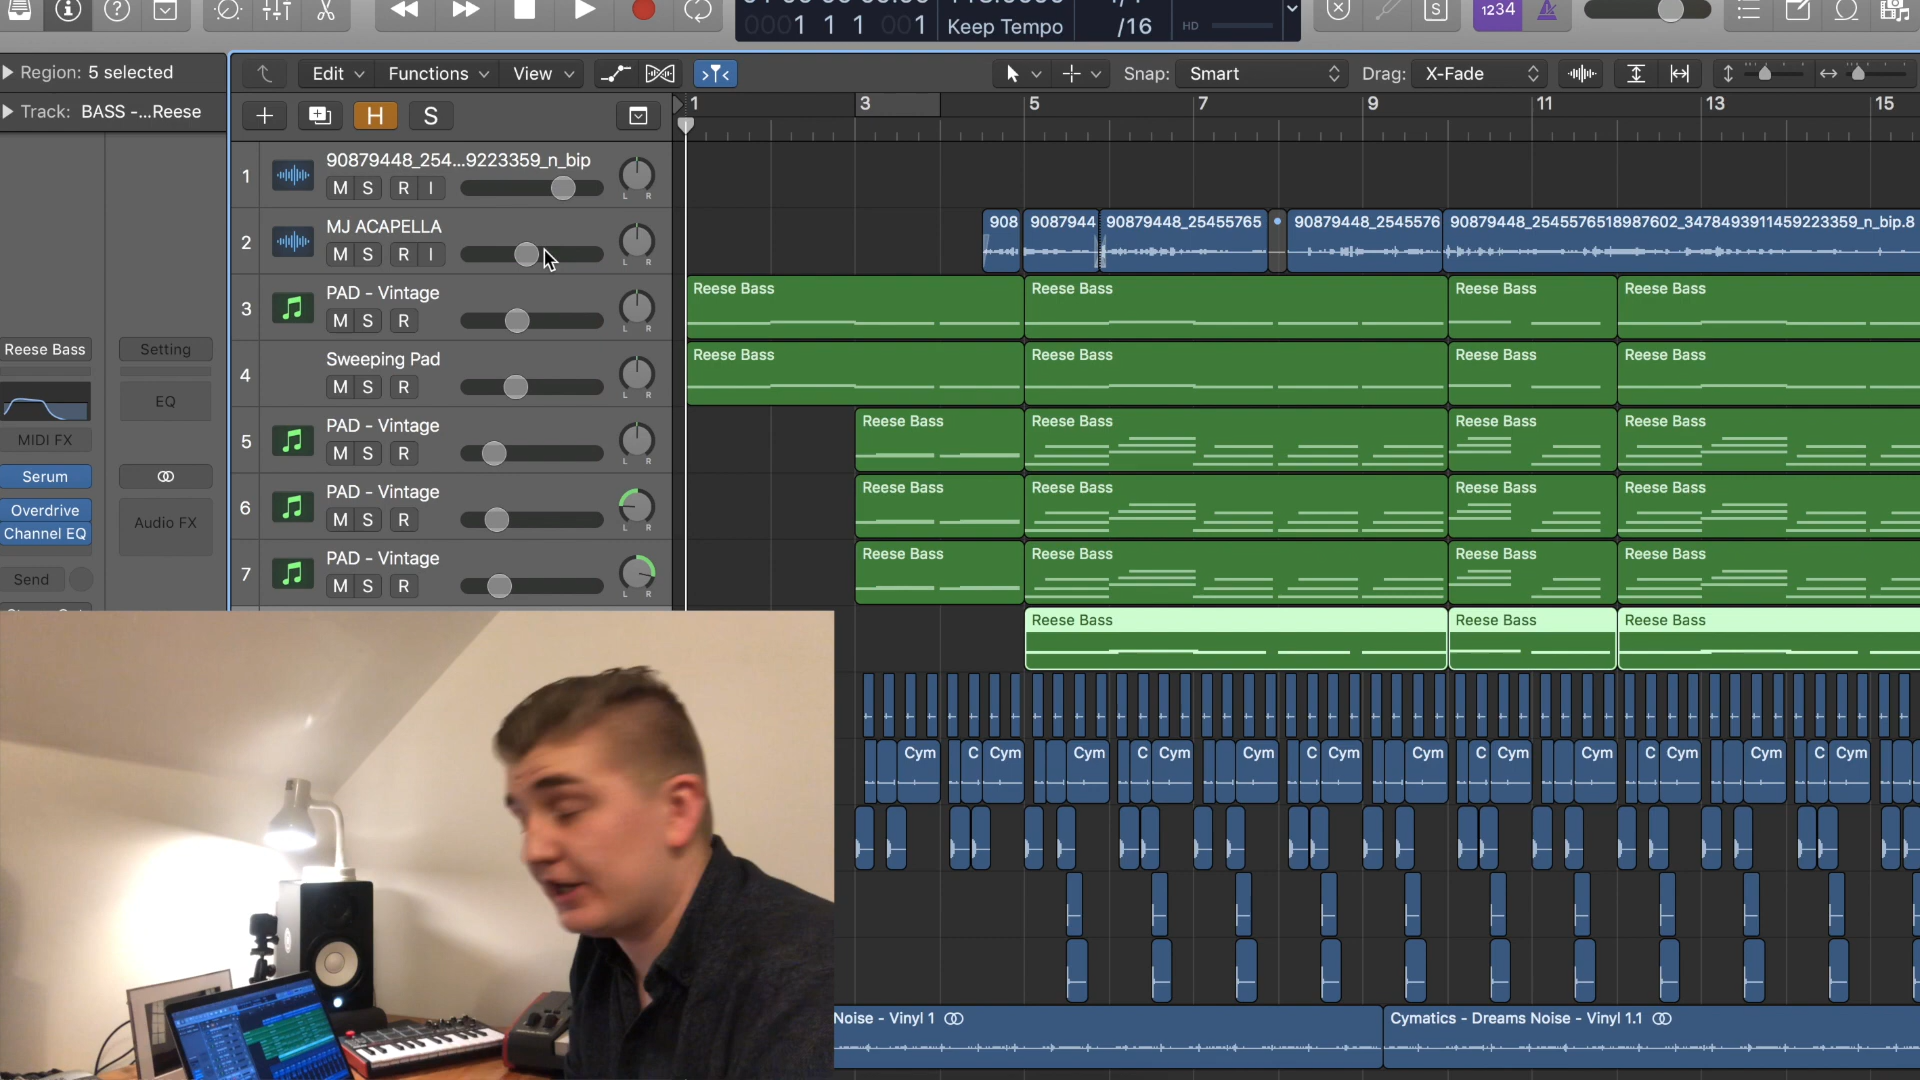 1 1 1 1
Keep Tempo
/16
HD
1234
Region: 5 selected
Edit
Functions
View
Snap: Smart
Drag: X-Fade
Track: BASS -...Reese
H
S
1
3
5
7
9
11
13
15
1
90879448_254...9223359_n_bip
M S R I
L R
2
MJ ACAPELLA
M S R I
L R
908
9087944
90879448_25455765
90879448_2545576
90879448_2545576518987602_3478493911459223359_n_bip.8
3
PAD - Vintage
M S R
L R
Reese Bass
Reese Bass
Reese Bass
Reese Bass
4
Sweeping Pad
M S R
L R
Reese Bass
Reese Bass
Reese Bass
Reese Bass
5
PAD - Vintage
M S R
L R
Reese Bass
Reese Bass
Reese Bass
Reese Bass
6
PAD - Vintage
M S R
L R
Reese Bass
Reese Bass
Reese Bass
Reese Bass
7
PAD - Vintage
M S R
L R
Reese Bass
Reese Bass
Reese Bass
Reese Bass
Reese Bass
Setting
EQ
MIDI FX
Serum
Overdrive
Channel EQ
Audio FX
Send
Reese Bass
Reese Bass
Reese Bass
Cym C Cym Cym C Cym Cym C Cym Cym C Cym Cym C Cym Cym C Cym
Noise - Vinyl 1
Cymatics - Dreams Noise - Vinyl 1.1